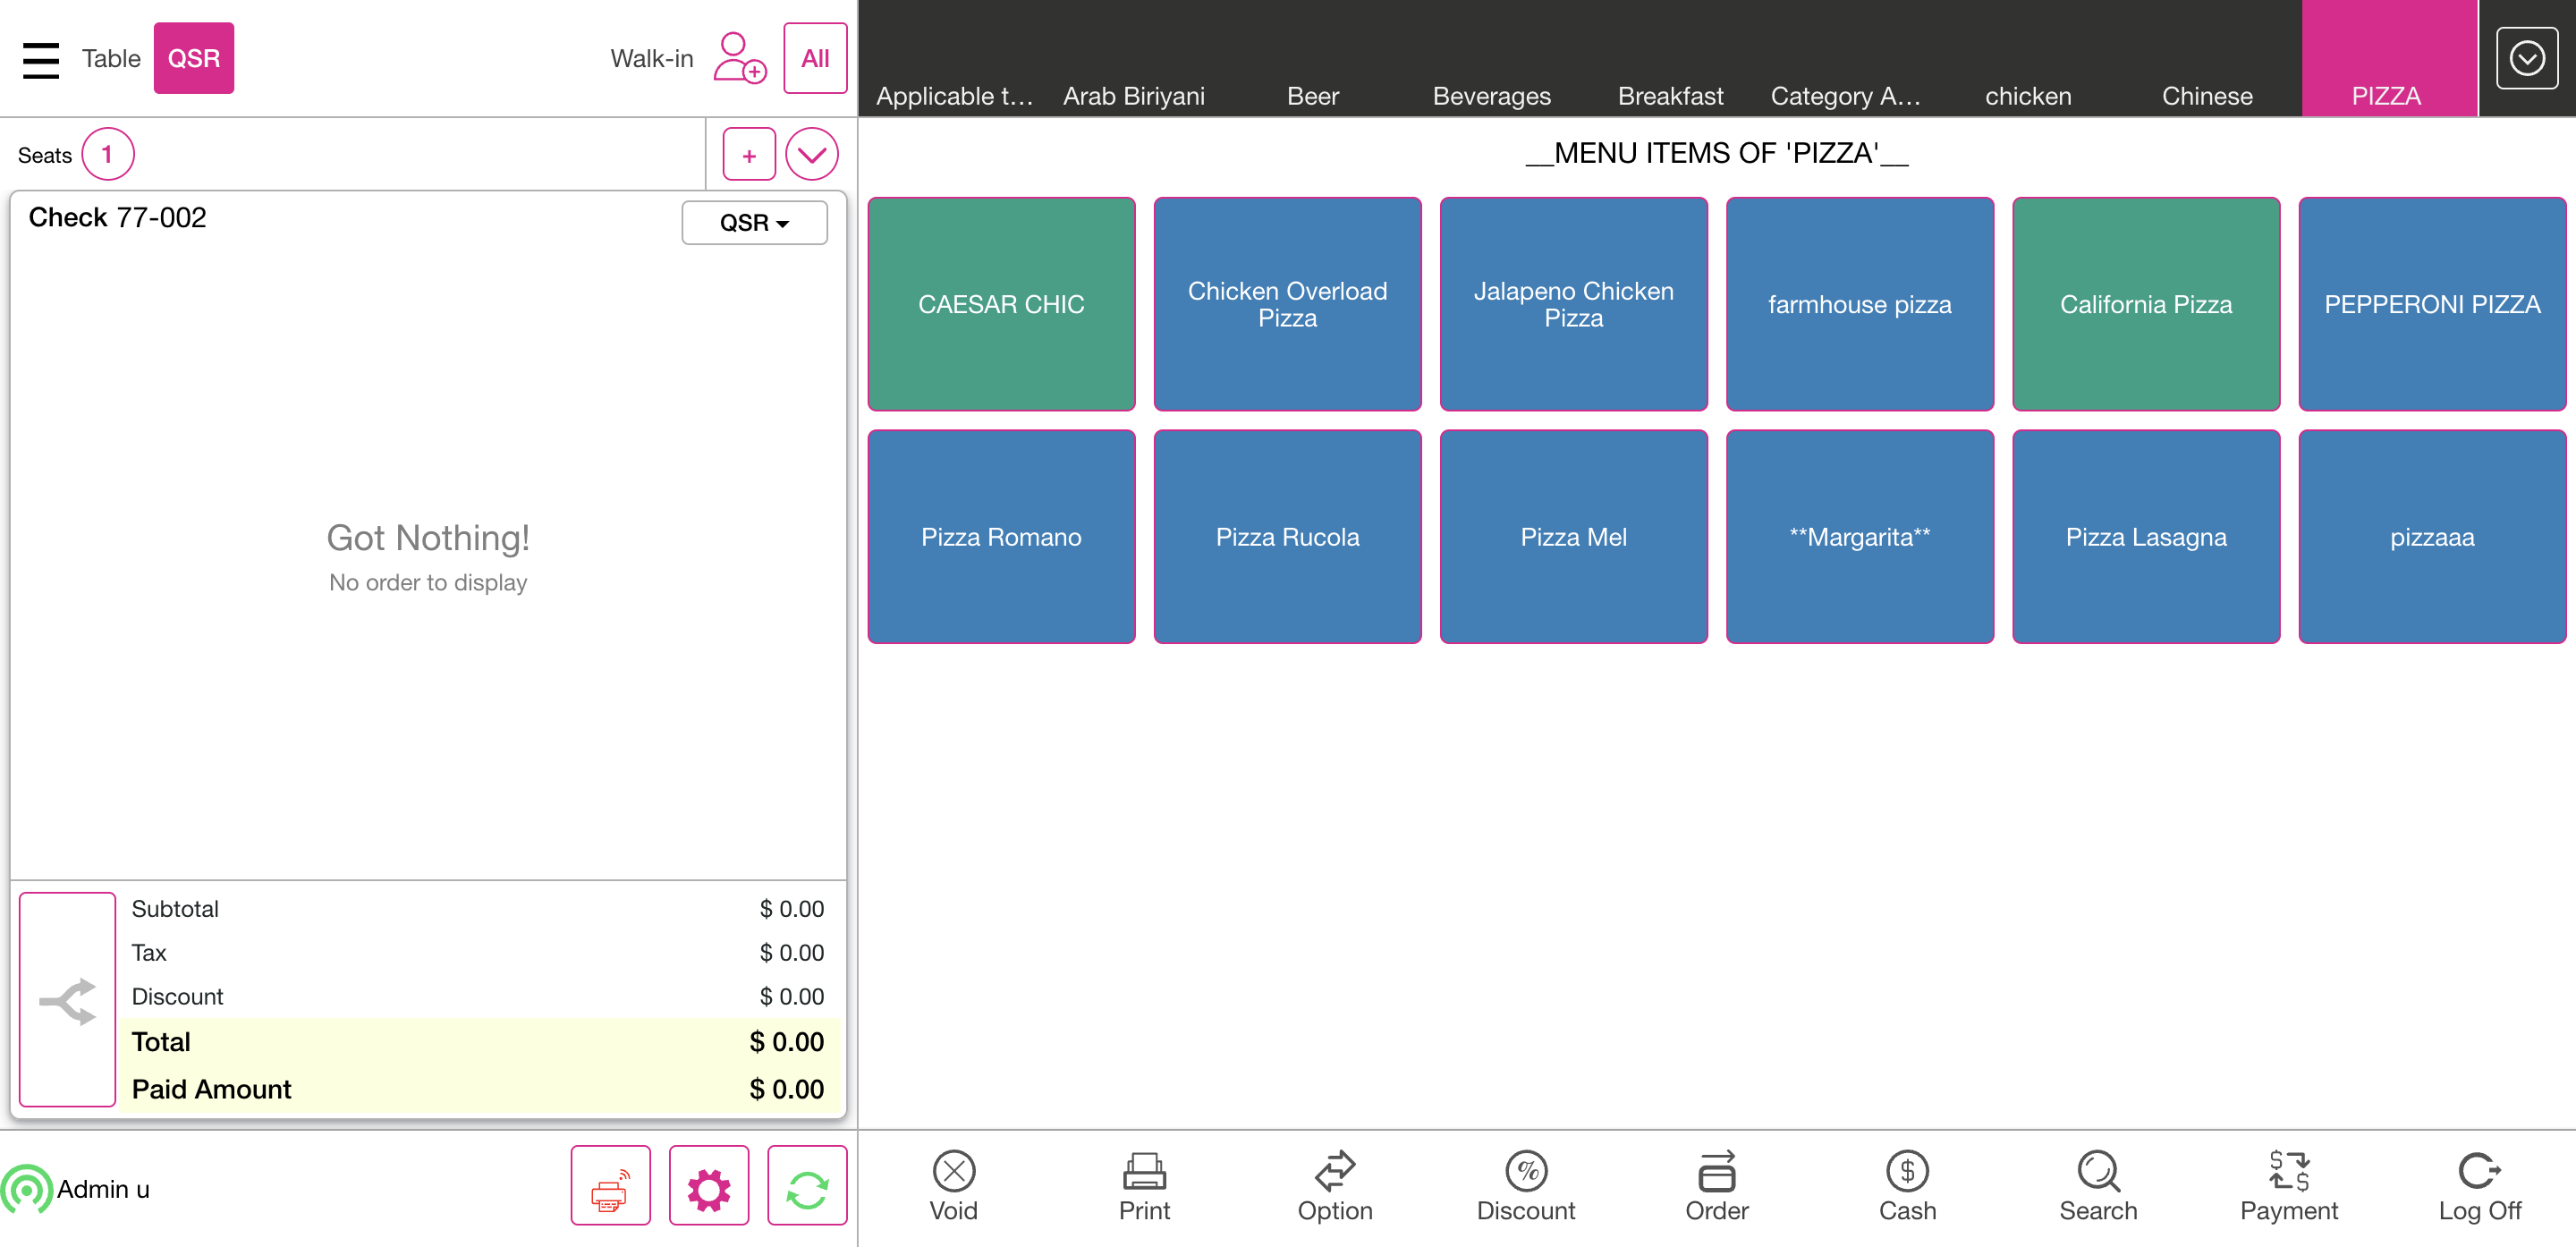 Table
QSR
Walk-in
All
Applicable t...
Arab Biriyani
Beer
Beverages
Breakfast
Category A...
chicken
Chinese
PIZZA
Seats 1
+
Check 77-002
QSR
Got Nothing!
No order to display
Subtotal $ 0.00
Tax $ 0.00
Discount $ 0.00
Total $ 0.00
Paid Amount $ 0.00
Admin u
__MENU ITEMS OF 'PIZZA'__
CAESAR CHIC
Chicken Overload
Pizza
Jalapeno Chicken
Pizza
farmhouse pizza
California Pizza
PEPPERONI PIZZA
Pizza Romano
Pizza Rucola
Pizza Mel
**Margarita**
Pizza Lasagna
pizzaaa
Void
Print
Option
Discount
Order
Cash
Search
Payment
Log Off